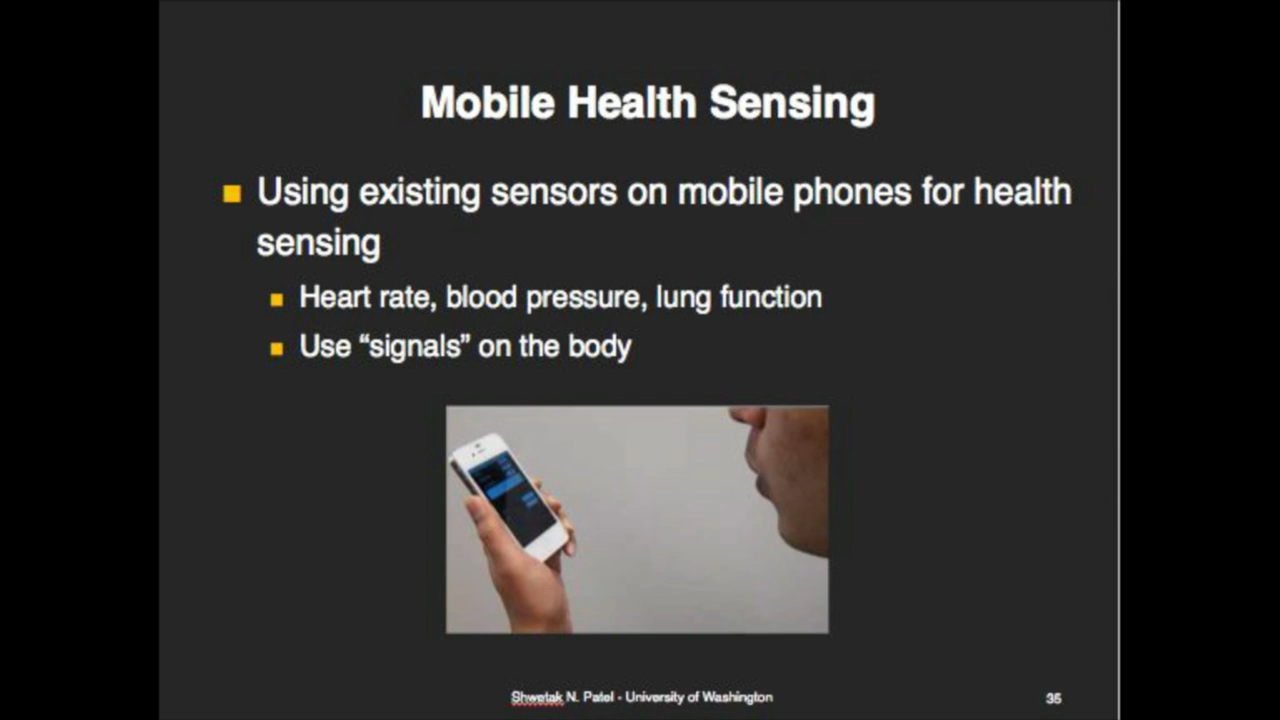 Mobile Health Sensing
Using existing sensors on mobile phones for health
sensing
Heart rate, blood pressure, lung function
Use “signals” on the body
Shwetak N. Patel - University of Washington
35